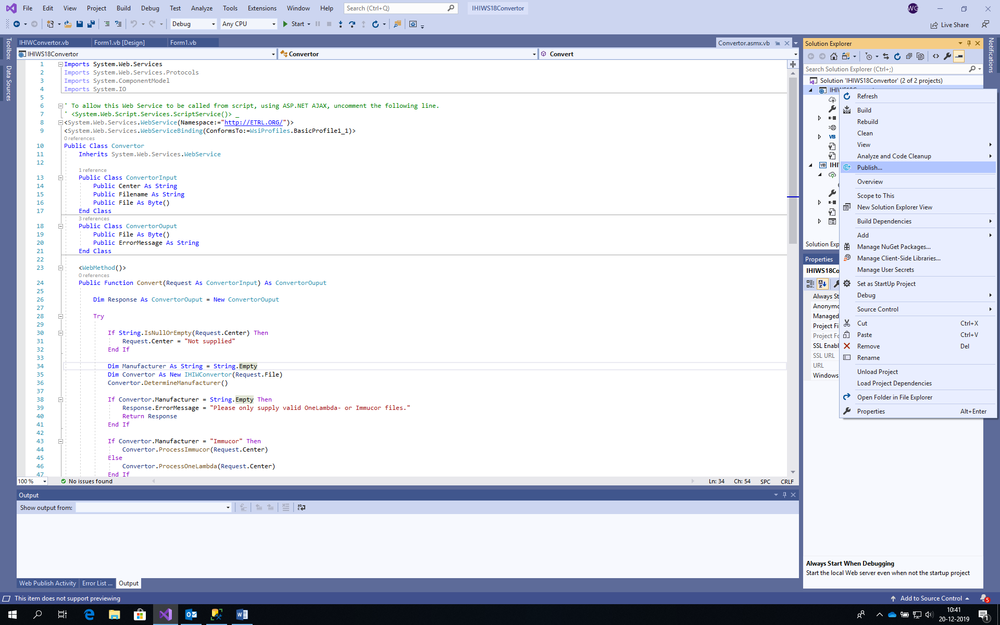 File Edit View Project Build Debug Test Analyze Tools Extensions Window Help Search (Ctrl+Q) IHIWS18Convertor WG
Debug Any CPU Start Live Share
Toolbox
Data Sources
Notifications
IHIWConvertor.vb Form1.vb [Design] Form1.vb Convertor.asmx.vb
IHIWS18Convertor Convertor Convert
1 Imports System.Web.Services
2 Imports System.Web.Services.Protocols
3 Imports System.ComponentModel
4 Imports System.IO
5
6 ' To allow this Web Service to be called from script, using ASP.NET AJAX, uncomment the following line.
7 ' <System.Web.Script.Services.ScriptService()> _
8 <System.Web.Services.WebService(Namespace:="http://ETRL.ORG/")>
9 <System.Web.Services.WebServiceBinding(ConformsTo:=WsiProfiles.BasicProfile1_1)>
0 references
10 Public Class Convertor
11 Inherits System.Web.Services.WebService
12
1 reference
13 Public Class ConvertorInput
14 Public Center As String
15 Public Filename As String
16 Public File As Byte()
17 End Class
3 references
18 Public Class ConvertorOuput
19 Public File As Byte()
20 Public ErrorMessage As String
21 End Class
22
23 <WebMethod()>
0 references
24 Public Function Convert(Request As ConvertorInput) As ConvertorOuput
25
26 Dim Response As ConvertorOuput = New ConvertorOuput
27
28 Try
29
30 If String.IsNullOrEmpty(Request.Center) Then
31 Request.Center = "Not supplied"
32 End If
33
34 Dim Manufacturer As String = String.Empty
35 Dim Convertor As New IHIWConvertor(Request.File)
36 Convertor.DetermineManufacturer()
37
38 If Convertor.Manufacturer = String.Empty Then
39 Response.ErrorMessage = "Please only supply valid OneLambda- or Immucor files."
40 Return Response
41 End If
42
43 If Convertor.Manufacturer = "Immucor" Then
44 Convertor.ProcessImmucor(Request.Center)
45 Else
46 Convertor.ProcessOneLambda(Request.Center)
47 End If
100 % No issues found Ln: 34 Ch: 54 SPC CRLF
Output
Show output from:
Web Publish Activity Error List ... Output
Solution Explorer
Search Solution Explorer (Ctrl+;)
Solution 'IHIWS18Convertor' (2 of 2 projects)
VB
VB IHI
Solution Exp
Properties
IHIWS18Co
Always St
Anonymo
Managed
Project Fi
Project Fo
SSL Enabl
SSL URL
URL
Windows
Refresh
Build
Rebuild
Clean
View
Analyze and Code Cleanup
Publish...
Overview
Scope to This
New Solution Explorer View
Build Dependencies
Add
Manage NuGet Packages...
Manage Client-Side Libraries...
Manage User Secrets
Set as StartUp Project
Debug
Source Control
Cut Ctrl+X
Paste Ctrl+V
Remove Del
Rename
Unload Project
Load Project Dependencies
Open Folder in File Explorer
Properties Alt+Enter
Always Start When Debugging
Start the local Web server even when not the startup project
This item does not support previewing Add to Source Control 5
10:41
20-12-2019
1